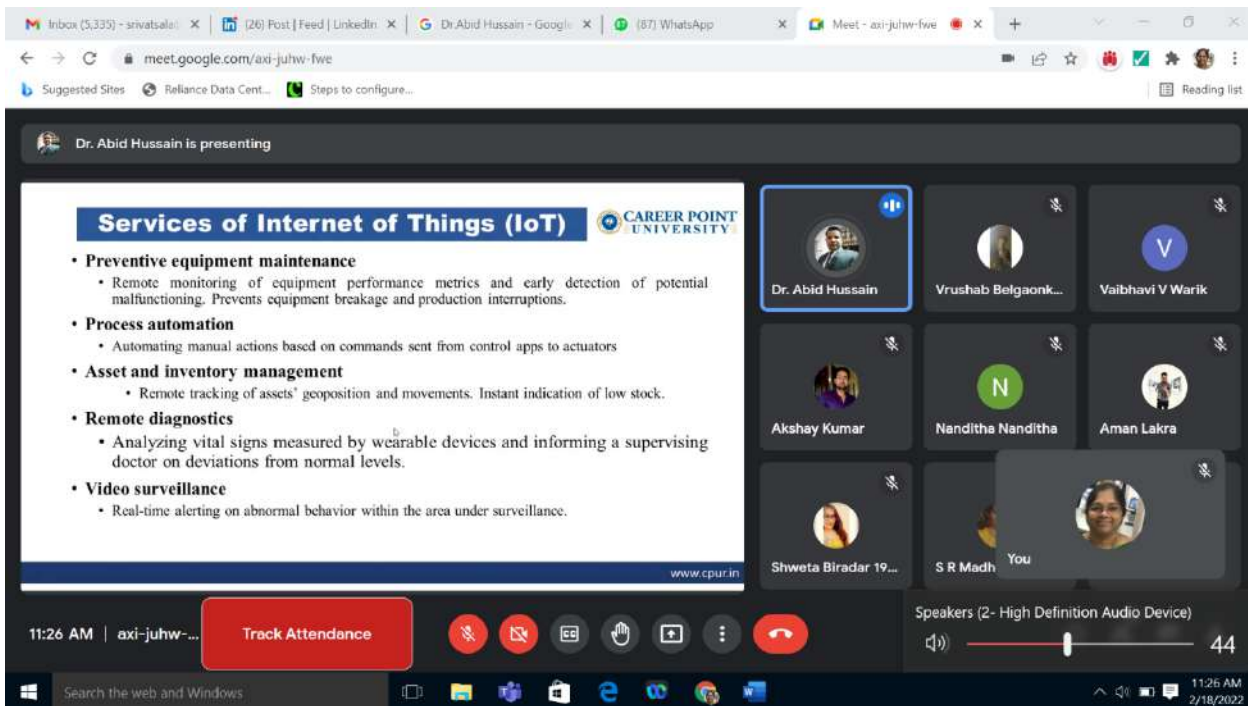 Inbox (5,335) - srivatsala
(26) Post | Feed | LinkedIn
Dr.Abid Hussain - Google
(87) WhatsApp
Meet - axi-juhw-fwe
meet.google.com/axi-juhw-fwe
Suggested Sites
Reliance Data Cent...
Steps to configure...
Reading list
Dr. Abid Hussain is presenting
Services of Internet of Things (IoT)
CAREER POINT
UNIVERSITY
• Preventive equipment maintenance
• Remote monitoring of equipment performance metrics and early detection of potential
malfunctioning. Prevents equipment breakage and production interruptions.
• Process automation
• Automating manual actions based on commands sent from control apps to actuators
• Asset and inventory management
• Remote tracking of assets' geoposition and movements. Instant indication of low stock.
• Remote diagnostics
• Analyzing vital signs measured by wearable devices and informing a supervising
doctor on deviations from normal levels.
• Video surveillance
• Real-time alerting on abnormal behavior within the area under surveillance.
www.cpur.in
Dr. Abid Hussain
Vrushab Belgaonk...
V
Vaibhavi V Warik
Akshay Kumar
N
Nanditha Nanditha
Aman Lakra
Shweta Biradar 19...
S R Madh
You
11:26 AM | axi-juhw-...
Track Attendance
Speakers (2- High Definition Audio Device)
44
Search the web and Windows
11:26 AM
2/18/2022